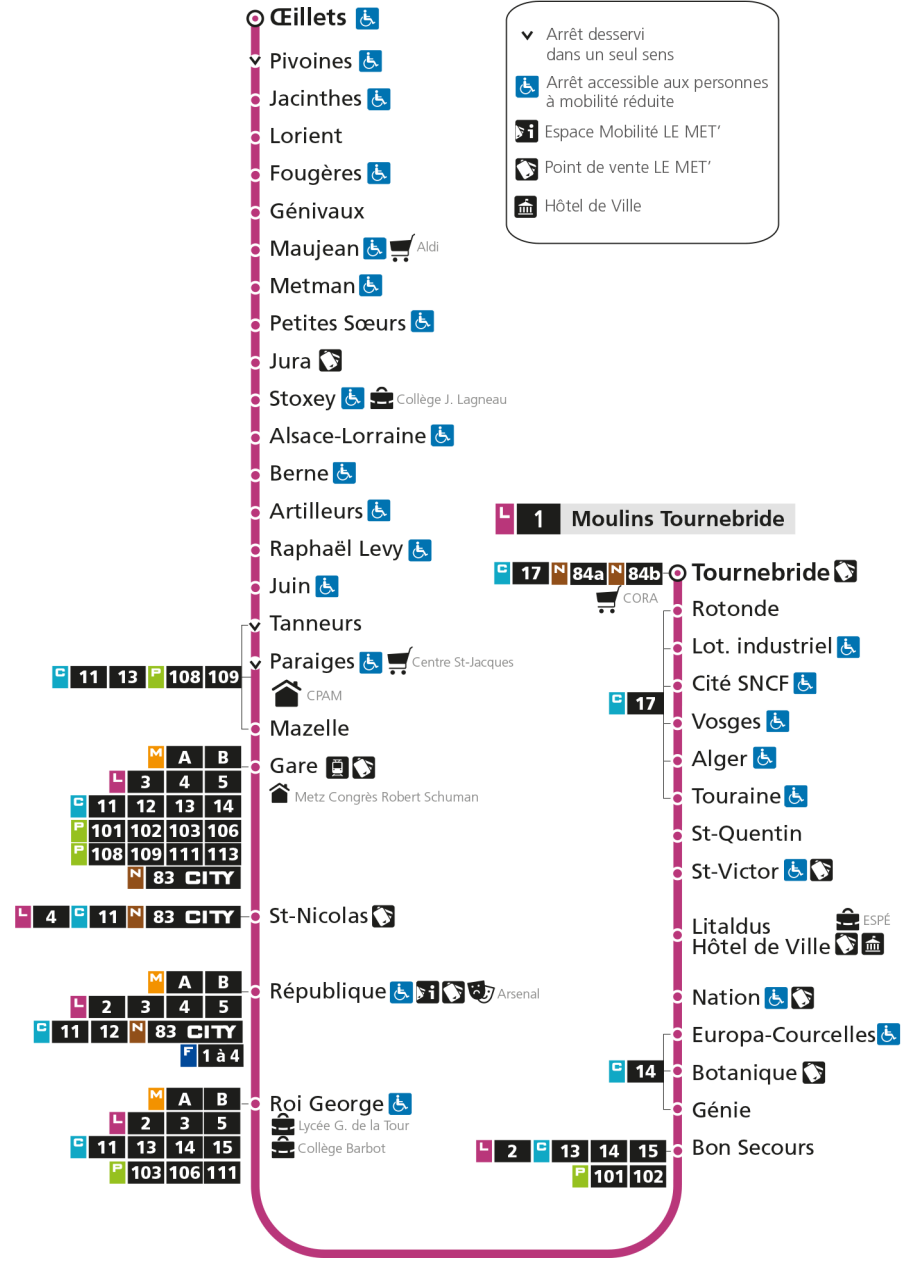 Œillets
Pivoines
Jacinthes
Lorient
Fougères
Génivaux
Maujean Aldi
Metman
Petites Sœurs
Jura
Stoxey Collège J. Lagneau
Alsace-Lorraine
Berne
Artilleurs
Raphaël Levy
Juin
Tanneurs
Paraiges Centre St-Jacques
C 11 13 P 108 109
CPAM
Mazelle
M A B
Gare
L 3 4 5
Metz Congrès Robert Schuman
C 11 12 13 14
P 101 102 103 106
P 108 109 111 113
N 83 CITY
L 4 C 11 N 83 CITY
St-Nicolas
M A B
République Arsenal
L 2 3 4 5
C 11 12 N 83 CITY
F 1 à 4
M A B
Roi George
L 2 3 5
Lycée G. de la Tour
C 11 13 14 15
Collège Barbot
P 103 106 111
Arrêt desservi
dans un seul sens
Arrêt accessible aux personnes
à mobilité réduite
Espace Mobilité LE MET’
Point de vente LE MET’
Hôtel de Ville
L 1 Moulins Tournebride
C 17 N 84a N 84b Tournebride
CORA
Rotonde
Lot. industriel
Cité SNCF
C 17
Vosges
Alger
Touraine
St-Quentin
St-Victor
Litaldus ESPÉ
Hôtel de Ville
Nation
Europa-Courcelles
C 14
Botanique
Génie
L 2 C 13 14 15 Bon Secours
P 101 102